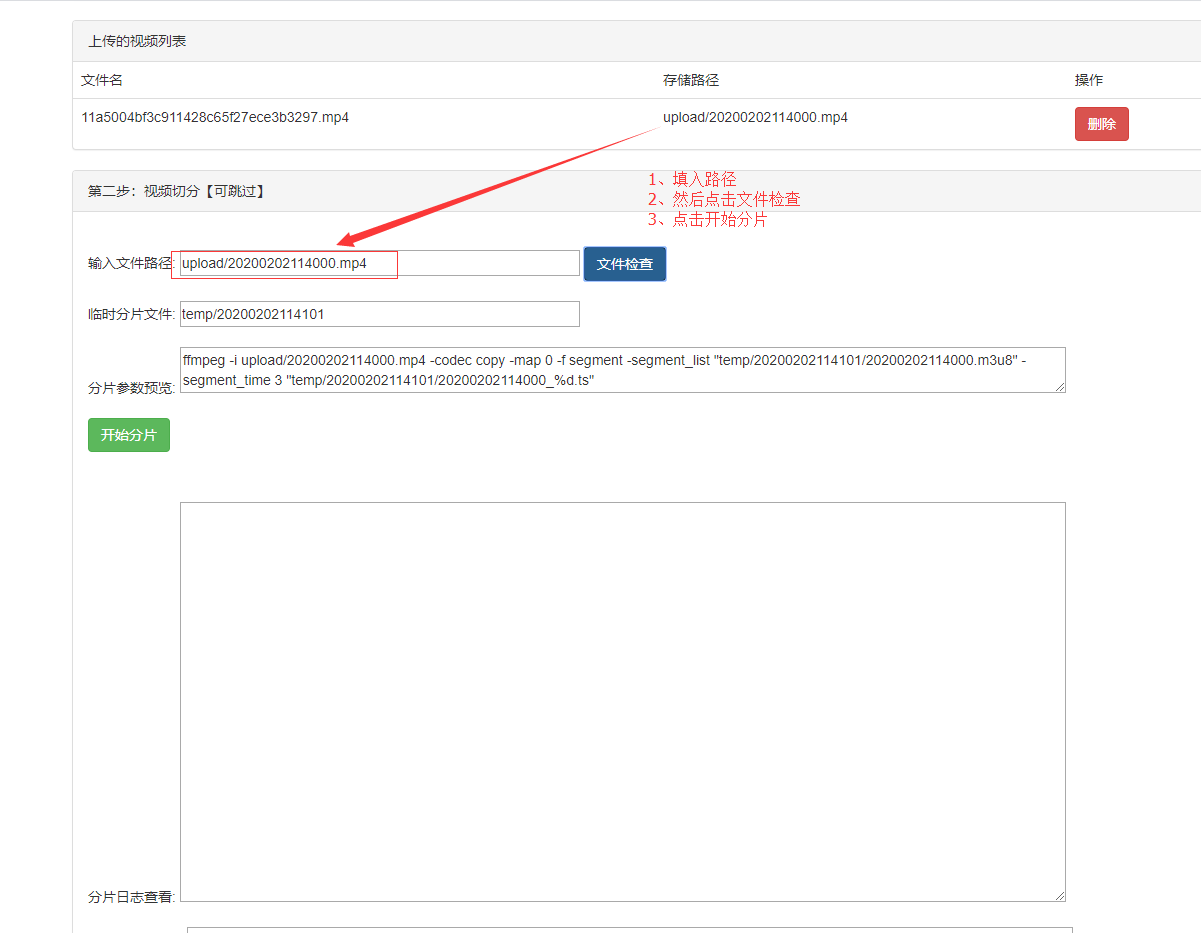 上传的视频列表
文件名 存储路径 操作
11a5004bf3c911428c65f27ece3b3297.mp4 upload/20200202114000.mp4 删除
第二步：视频切分【可跳过】
1、填入路径
2、然后点击文件检查
3、点击开始分片
输入文件路径: upload/20200202114000.mp4 文件检查
临时分片文件: temp/20200202114101
ffmpeg -i upload/20200202114000.mp4 -codec copy -map 0 -f segment -segment_list "temp/20200202114101/20200202114000.m3u8" -
segment_time 3 "temp/20200202114101/20200202114000_%d.ts"
分片参数预览:
开始分片
分片日志查看: